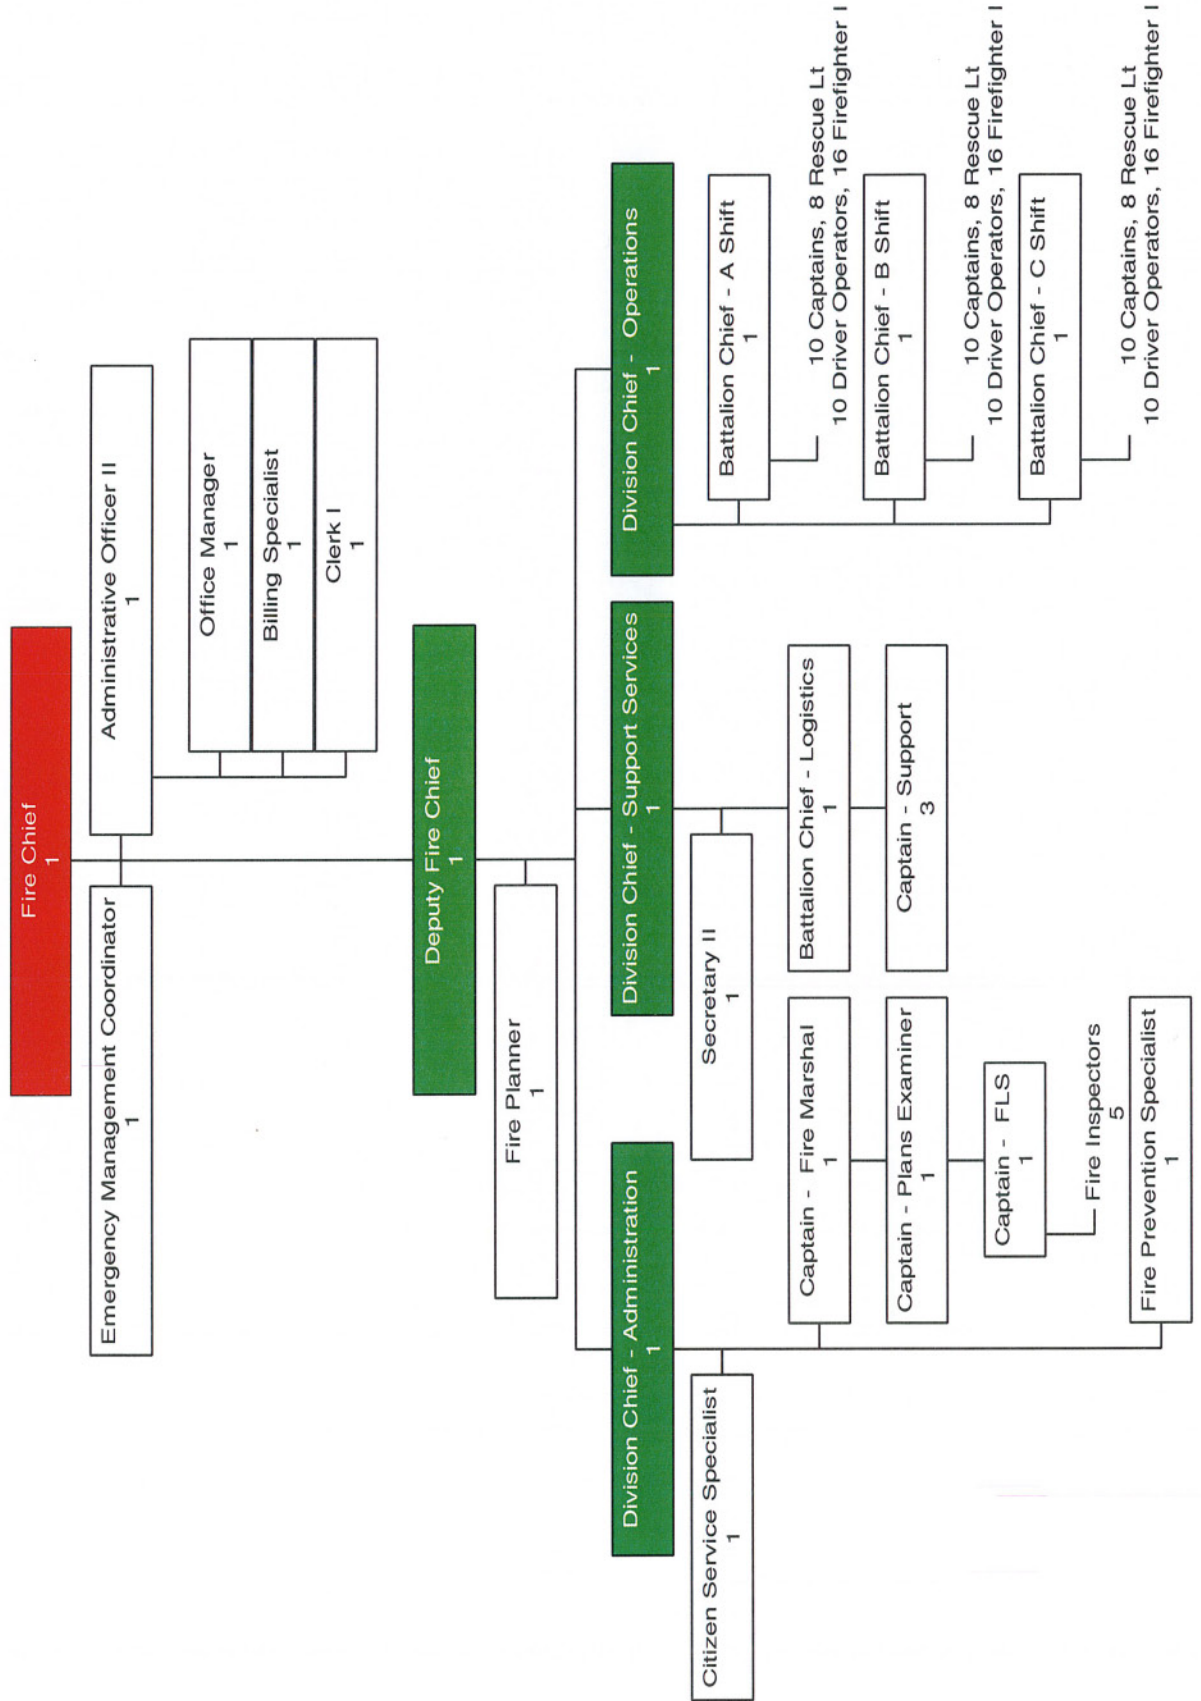 Fire Chief
1
Emergency Management Coordinator
1
Administrative Officer II
1
Office Manager
1
Billing Specialist
1
Clerk I
1
Deputy Fire Chief
1
Fire Planner
1
Division Chief - Administration
1
Citizen Service Specialist
1
Captain - Fire Marshal
1
Captain - Plans Examiner
1
Captain - FLS
1
Fire Inspectors
5
Fire Prevention Specialist
1
Division Chief - Support Services
1
Secretary II
1
Battalion Chief - Logistics
1
Captain - Support
3
Division Chief - Operations
1
Battalion Chief - A Shift
1
10 Captains, 8 Rescue Lt
10 Driver Operators, 16 Firefighter I
Battalion Chief - B Shift
1
10 Captains, 8 Rescue Lt
10 Driver Operators, 16 Firefighter I
Battalion Chief - C Shift
1
10 Captains, 8 Rescue Lt
10 Driver Operators, 16 Firefighter I